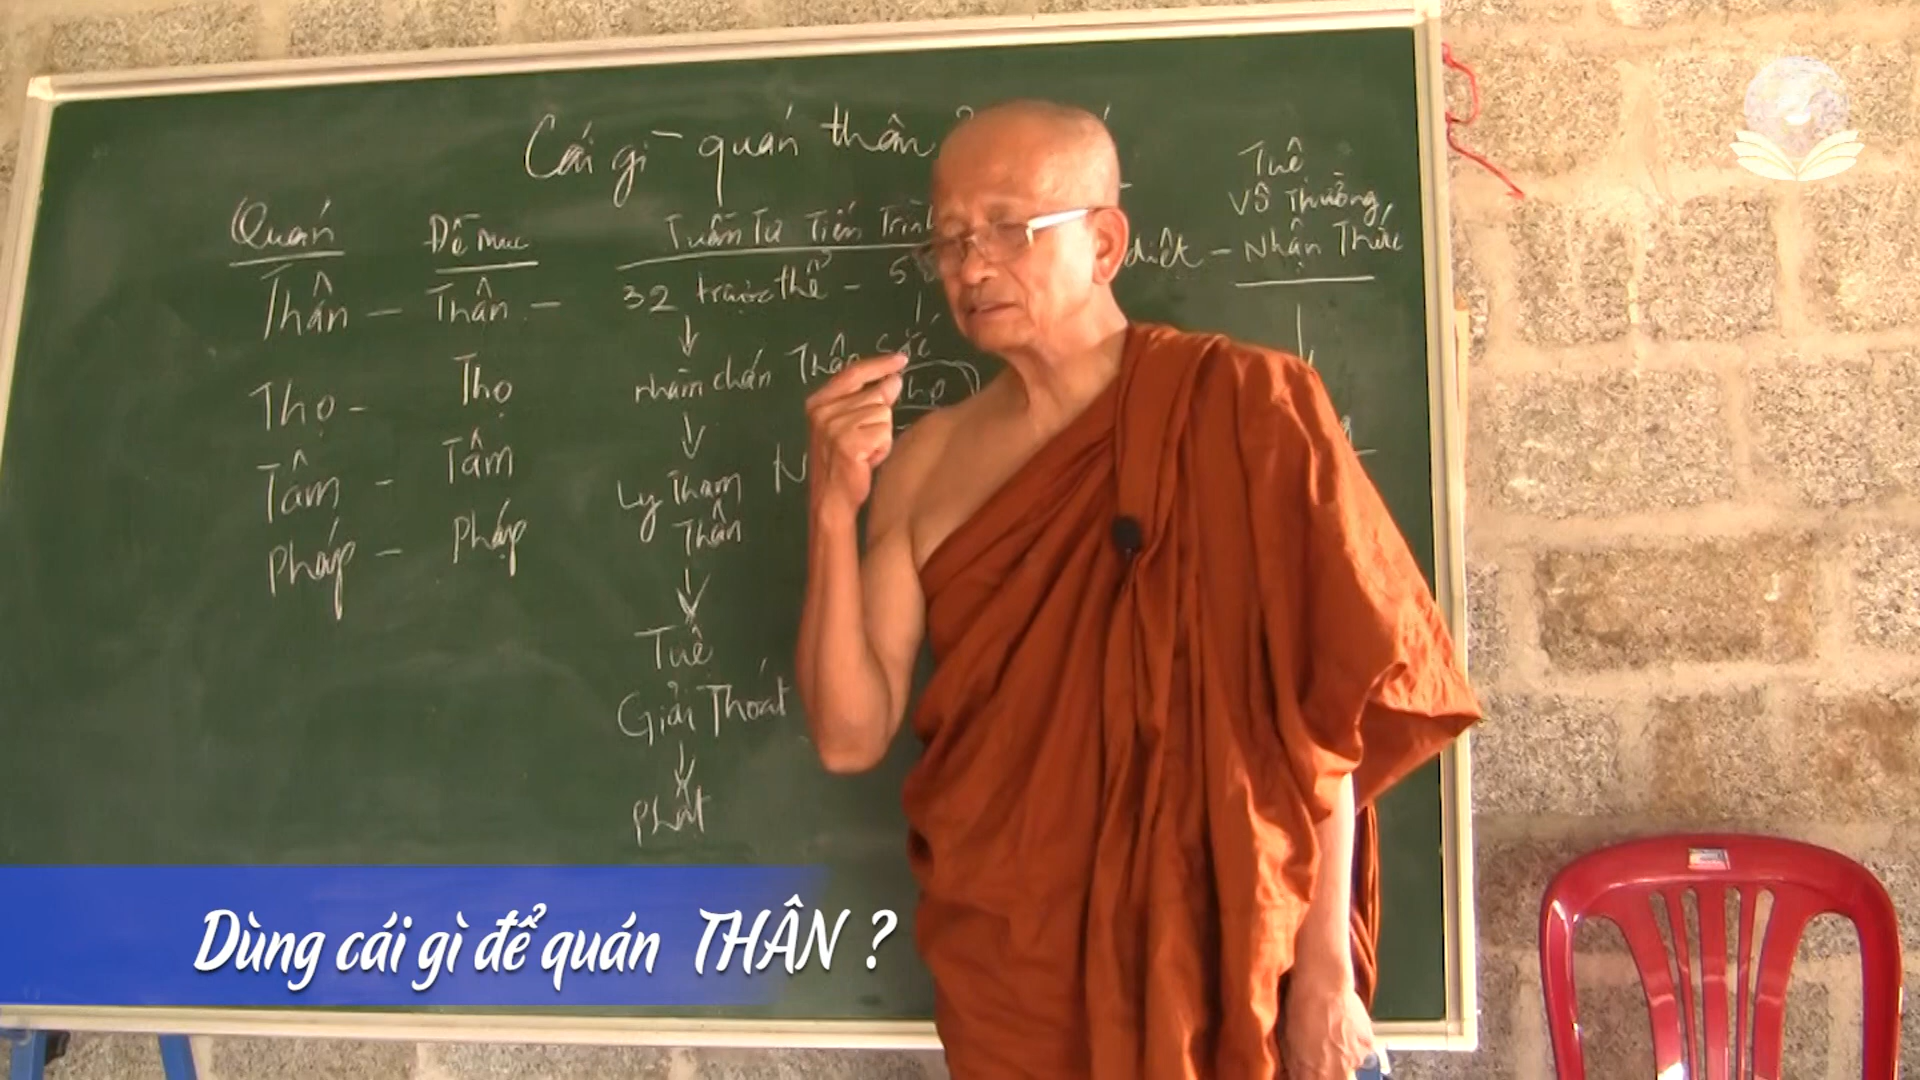 Cái gì quán thân
Tuệ
Vô Thường
Quán Đề mục Tuần Tự Tiến Trình
diệt - Nhận Thức
Thân - Thân - 32 trược thể -
nhàm chán Thân Sắc
Thọ - Thọ
Tâm - Tâm
Ly Tham
Thân
Pháp - Pháp
Tuệ
Giải Thoát
Phật
Dùng cái gì để quán THÂN ?